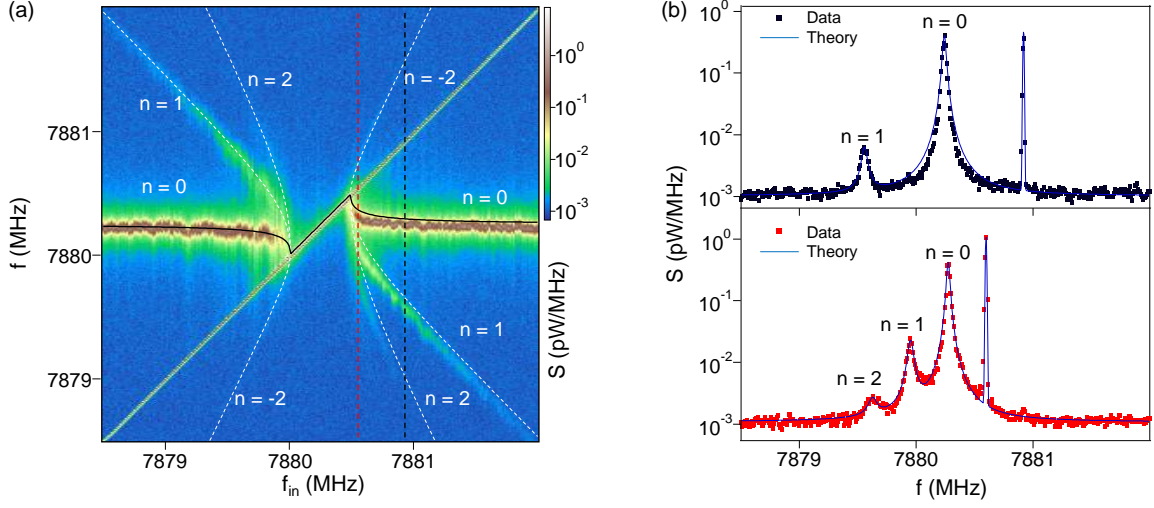 (a)
n = 2
n = -2
n = 1
n = 0
n = 0
n = 1
n = -2
n = 2
7881
7880
7879
f (MHz)
7879
7880
7881
f_in (MHz)
10^0
10^-1
10^-2
10^-3
S (pW/MHz)
(b)
Data
Theory
n = 0
n = 1
10^0
10^-1
10^-2
10^-3
Data
Theory
n = 0
n = 1
n = 2
10^0
10^-1
10^-2
10^-3
S (pW/MHz)
7879
7880
7881
f (MHz)